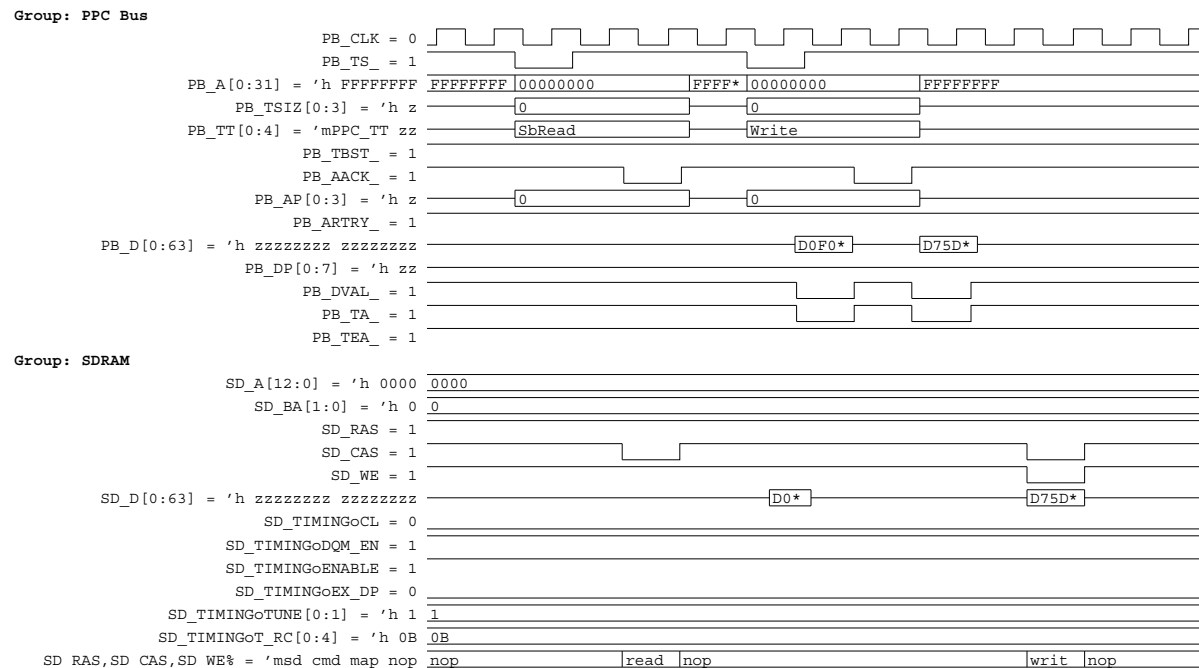 Group: PPC Bus
PB_CLK = 0
PB_TS_ = 1
PB_A[0:31] = 'h FFFFFFFF FFFFFFFF 00000000 FFFF* 00000000 FFFFFFFF
PB_TSIZ[0:3] = 'h z 0 0
PB_TT[0:4] = 'mPPC_TT zz SbRead Write
PB_TBST_ = 1
PB_AACK_ = 1
PB_AP[0:3] = 'h z 0 0
PB_ARTRY_ = 1
PB_D[0:63] = 'h zzzzzzzz zzzzzzzz D0F0* D75D*
PB_DP[0:7] = 'h zz
PB_DVAL_ = 1
PB_TA_ = 1
PB_TEA_ = 1
Group: SDRAM
SD_A[12:0] = 'h 0000 0000
SD_BA[1:0] = 'h 0 0
SD_RAS = 1
SD_CAS = 1
SD_WE = 1
SD_D[0:63] = 'h zzzzzzzz zzzzzzzz D0* D75D*
SD_TIMINGoCL = 0
SD_TIMINGoDQM_EN = 1
SD_TIMINGoENABLE = 1
SD_TIMINGoEX_DP = 0
SD_TIMINGoTUNE[0:1] = 'h 1 1
SD_TIMINGoT_RC[0:4] = 'h 0B 0B
SD RAS,SD CAS,SD WE% = 'msd cmd map nop nop read nop writ nop